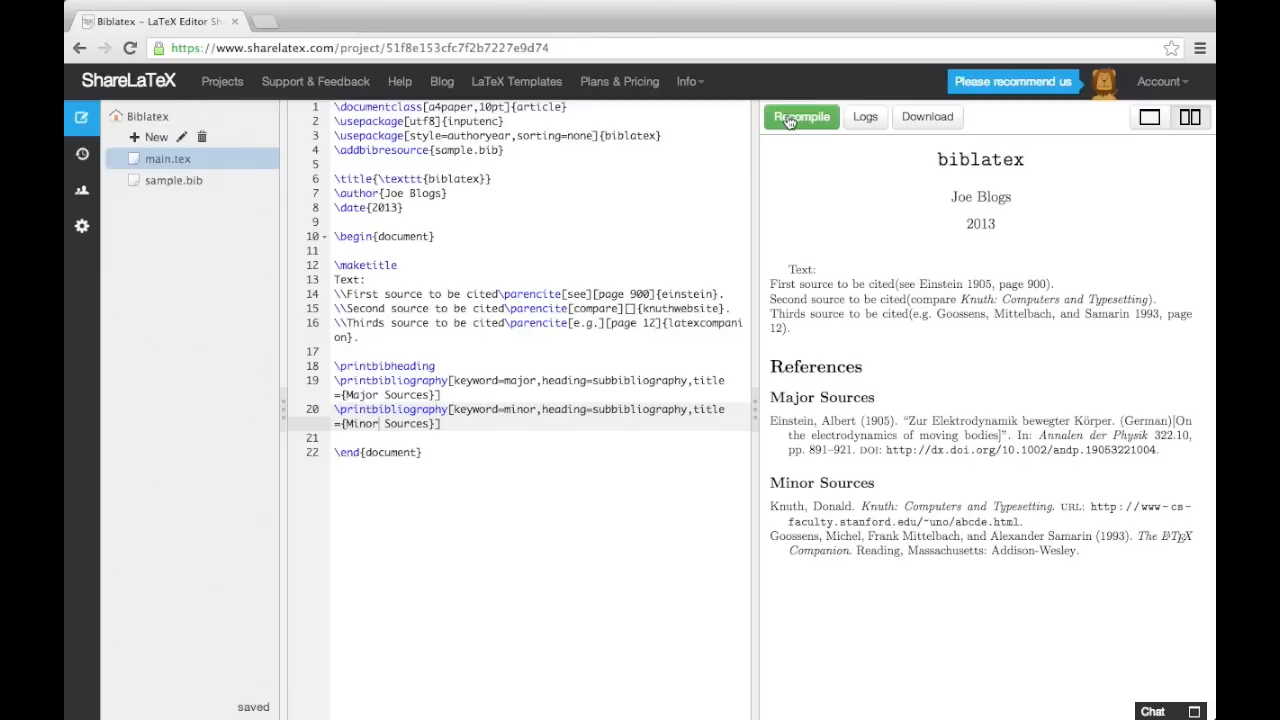 Biblatex – LaTeX Editor Sh
https://www.sharelatex.com/project/51f8e153cfc7f2b7227e9d74
ShareLaTeX Projects Support & Feedback Help Blog LaTeX Templates Plans & Pricing Info Please recommend us Account
Biblatex
New
main.tex
sample.bib
saved
1 \documentclass[a4paper,10pt]{article}
2 \usepackage[utf8]{inputenc}
3 \usepackage[style=authoryear,sorting=none]{biblatex}
4 \addbibresource{sample.bib}
5
6 \title{\texttt{biblatex}}
7 \author{Joe Blogs}
8 \date{2013}
9
10 \begin{document}
11
12 \maketitle
13 Text:
14 \\First source to be cited\parencite[see][page 900]{einstein}.
15 \\Second source to be cited\parencite[compare][]{knuthwebsite}.
16 \\Thirds source to be cited\parencite[e.g.][page 12]{latexcompani
on}.
17
18 \printbibheading
19 \printbibliography[keyword=major,heading=subbibliography,title
={Major Sources}]
20 \printbibliography[keyword=minor,heading=subbibliography,title
={Minor Sources}]
21
22 \end{document}
Recompile Logs Download
biblatex
Joe Blogs
2013
Text:
First source to be cited(see Einstein 1905, page 900).
Second source to be cited(compare Knuth: Computers and Typesetting).
Thirds source to be cited(e.g. Goossens, Mittelbach, and Samarin 1993, page
12).
References
Major Sources
Einstein, Albert (1905). “Zur Elektrodynamik bewegter Körper. (German)[On
the electrodynamics of moving bodies]”. In: Annalen der Physik 322.10,
pp. 891–921. DOI: http://dx.doi.org/10.1002/andp.19053221004.
Minor Sources
Knuth, Donald. Knuth: Computers and Typesetting. URL: http://www-cs-
faculty.stanford.edu/~uno/abcde.html.
Goossens, Michel, Frank Mittelbach, and Alexander Samarin (1993). The LATEX
Companion. Reading, Massachusetts: Addison-Wesley.
Chat